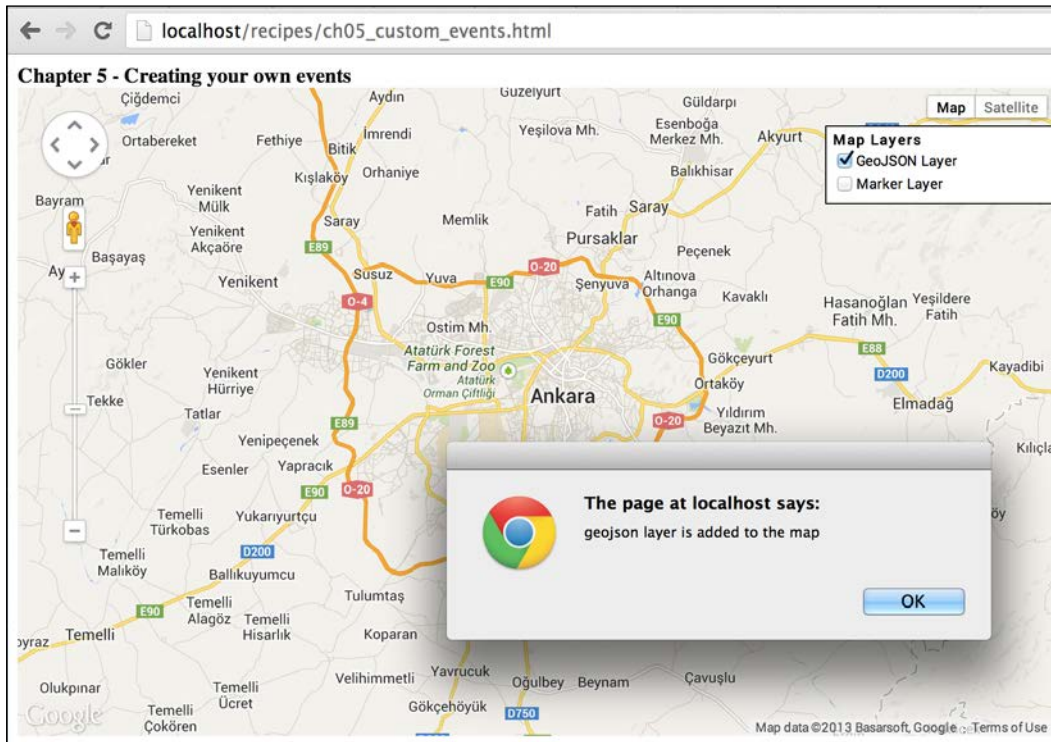 localhost/recipes/ch05_custom_events.html
Chapter 5 - Creating your own events
Çiğdemci
Aydın
Güzelyurt
Güldarpı
Map Satellite
Ortabereket
Fethiye
İmrendi
Bitik
Yeşilova Mh.
Esenboğa
Merkez Mh.
Akyurt
Map Layers
GeoJSON Layer
Marker Layer
Kışlaköy
Orhaniye
Balıkhisar
Bayram
Yenikent
Mülk
Saray
Memlik
Fatih
Saray
Yenikent
Akçaöre
E89
Pursaklar
Peçenek
Başayaş
Ay
Yenikent
Susuz
Yuva
E90
O-20
Şenyuva
Altınova
Orhanga
Kavaklı
Hasanoğlan
Fatih Mh.
Yeşildere
Fatih
O-4
Ostim Mh.
E90
E88
Atatürk Forest
Farm and Zoo
Atatürk
Orman Çiftliği
Gökçeyurt
D200
Kayadibi
Gökler
Yenikent
Hürriye
Ankara
Ortaköy
Elmadağ
Tekke
Tatlar
Yıldırım
Beyazıt Mh.
E89
O-20
Yenipeçenek
Kılıçla
Esenler
Yapracık
E90
O-20
The page at localhost says:
geojson layer is added to the map
OK
öy
Temelli
Türkobas
Yukarıyurtçu
D200
Temelli
Malıköy
Ballıkuyumcu
Tulumtaş
E90
Temelli
Alagöz
Temelli
Hisarlık
Koparan
oyraz
Temelli
Velihimmetli
Yavrucuk
Oğulbey
Beynam
Çavuşlu
Olukpınar
Temelli
Ücret
Gökçehöyük
D750
Google
Temelli
Çokören
Map data ©2013 Basarsoft, Google - Terms of Use